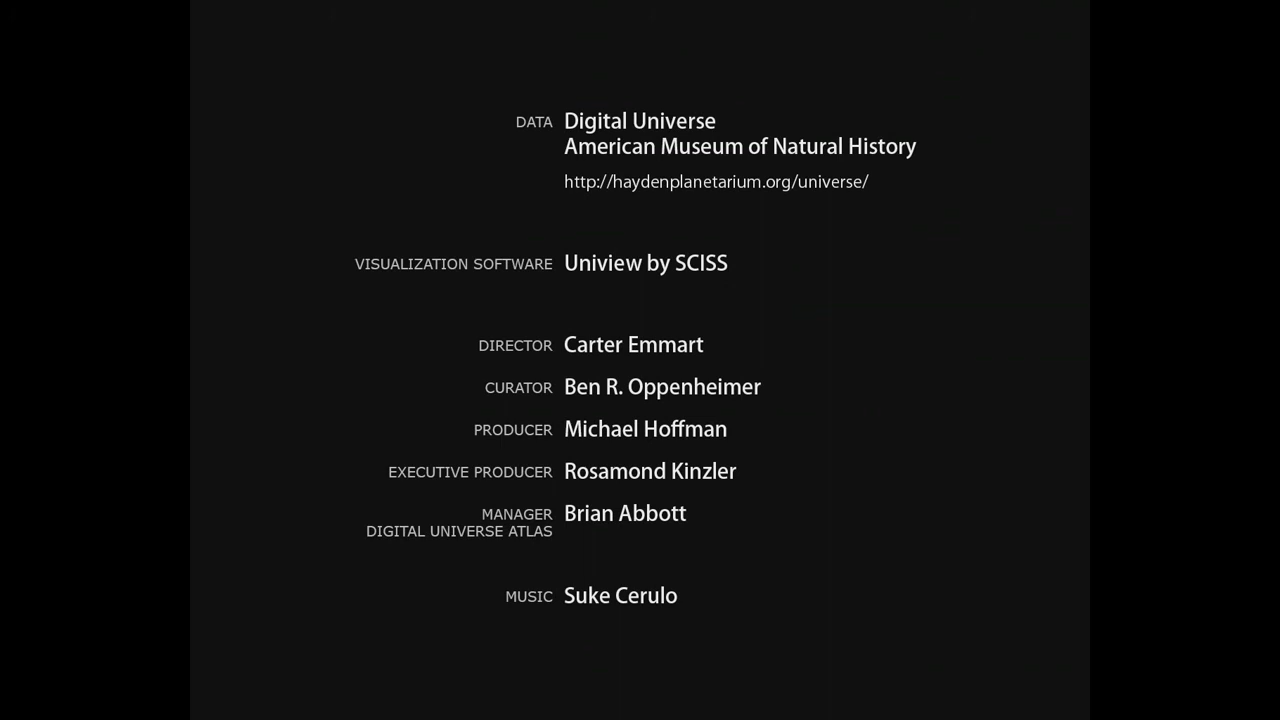 DATA Digital Universe
American Museum of Natural History
http://haydenplanetarium.org/universe/
VISUALIZATION SOFTWARE Uniview by SCISS
DIRECTOR Carter Emmart
CURATOR Ben R. Oppenheimer
PRODUCER Michael Hoffman
EXECUTIVE PRODUCER Rosamond Kinzler
MANAGER Brian Abbott
DIGITAL UNIVERSE ATLAS
MUSIC Suke Cerulo